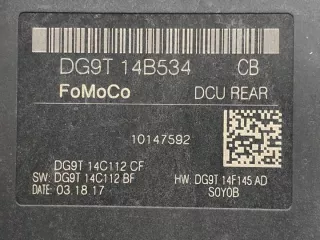 DG9T 14B534 CB
FoMoCo DCU REAR
10147592
DG9T 14C112 CF
SW: DG9T 14C112 BF HW: DG9T 14F145 AD
DATE: 03.18.17 SOYOB